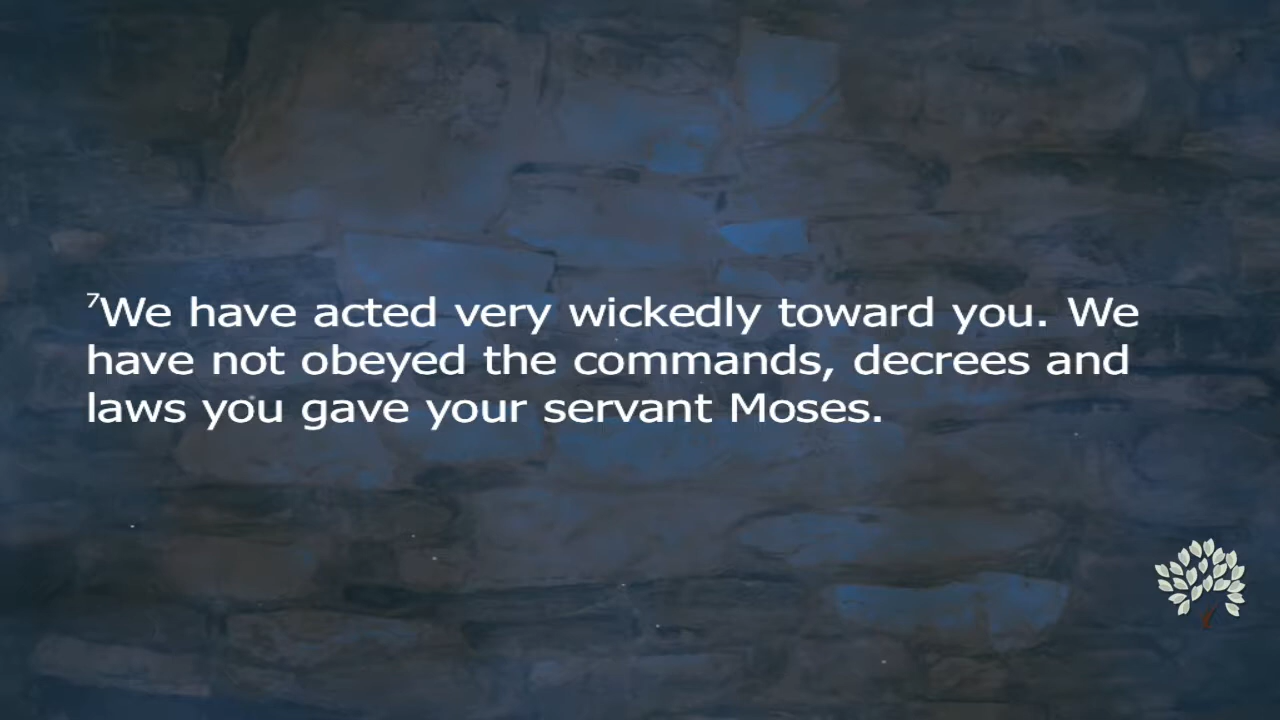 ⁷We have acted very wickedly toward you. We
have not obeyed the commands, decrees and
laws you gave your servant Moses.